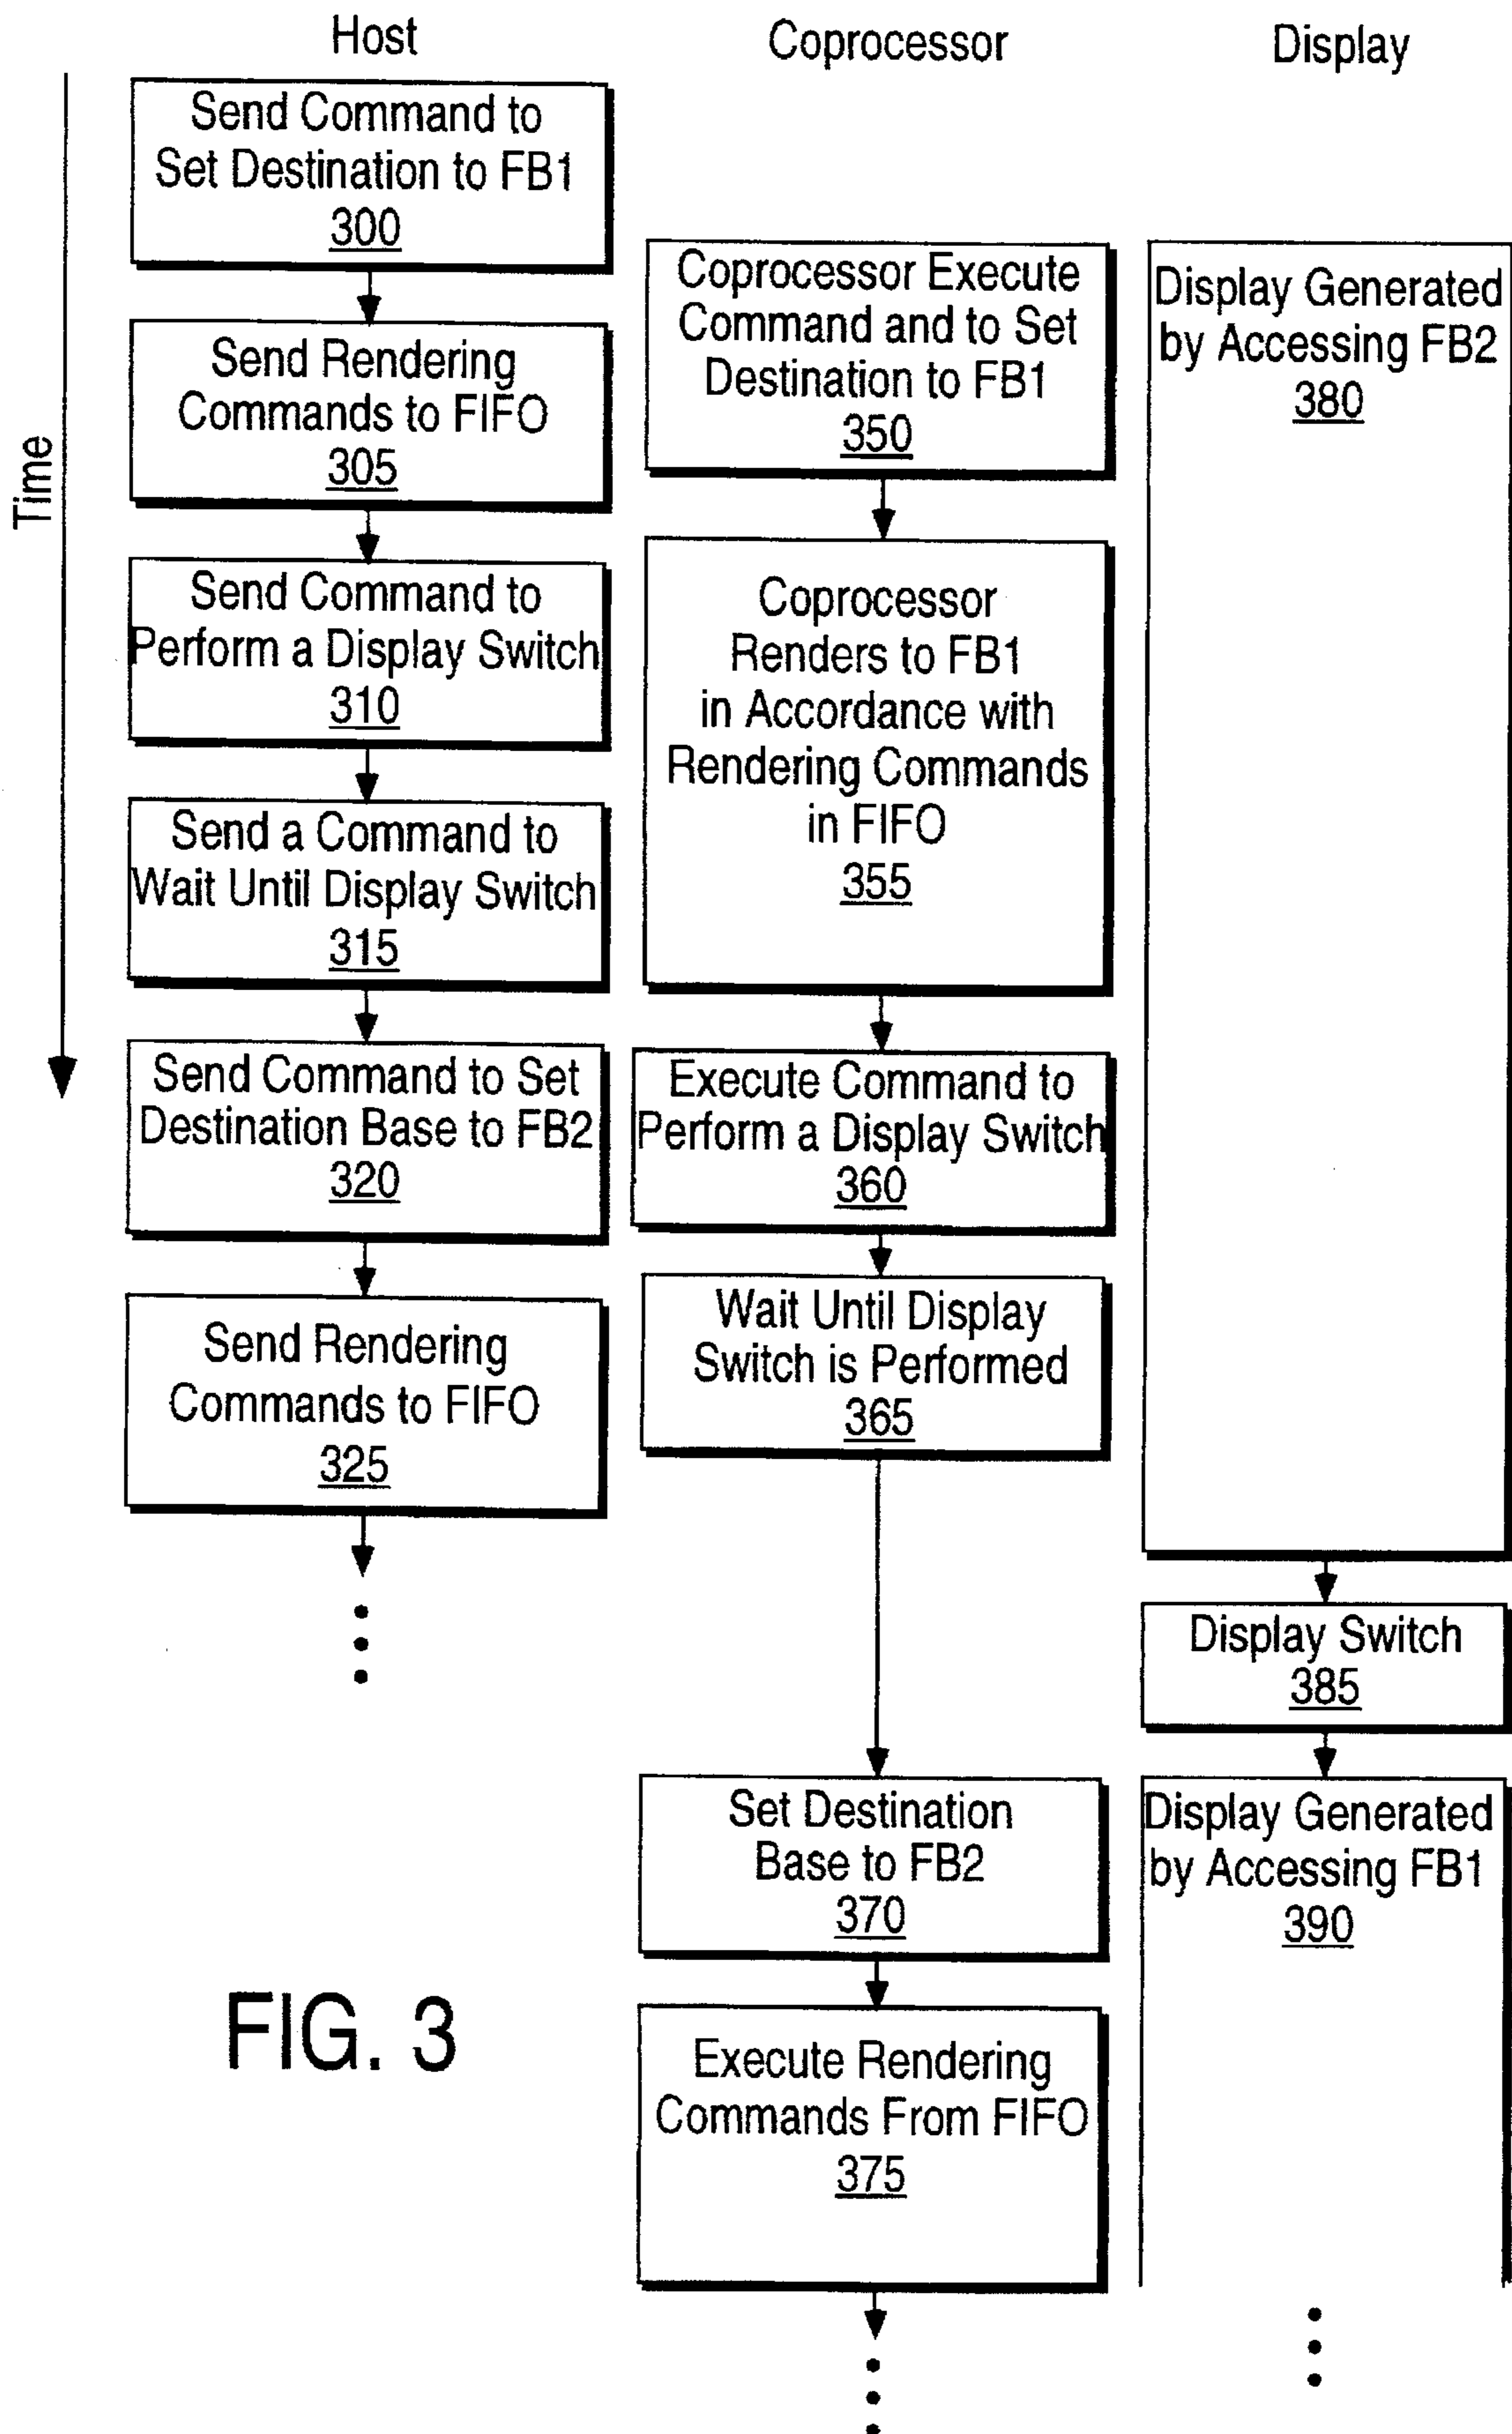 Host
Coprocessor
Display
Time
Send Command to
Set Destination to FB1
300
Send Rendering
Commands to FIFO
305
Send Command to
Perform a Display Switch
310
Send a Command to
Wait Until Display Switch
315
Send Command to Set
Destination Base to FB2
320
Send Rendering
Commands to FIFO
325
Coprocessor Execute
Command and to Set
Destination to FB1
350
Coprocessor
Renders to FB1
in Accordance with
Rendering Commands
in FIFO
355
Execute Command to
Perform a Display Switch
360
Wait Until Display
Switch is Performed
365
Set Destination
Base to FB2
370
Execute Rendering
Commands From FIFO
375
Display Generated
by Accessing FB2
380
Display Switch
385
Display Generated
by Accessing FB1
390
FIG. 3